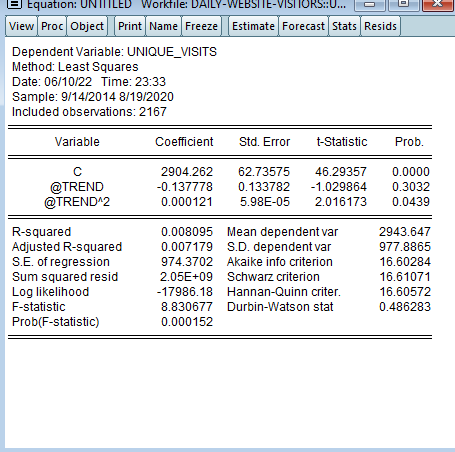 Equation: UNTITLED Workfile: DAILY-WEBSITE-VISITIORS::U...
View Proc Object Print Name Freeze Estimate Forecast Stats Resids
Dependent Variable: UNIQUE_VISITS
Method: Least Squares
Date: 06/10/22 Time: 23:33
Sample: 9/14/2014 8/19/2020
Included observations: 2167
Variable Coefficient Std. Error t-Statistic Prob.
C 2904.262 62.73575 46.29357 0.0000
@TREND -0.137778 0.133782 -1.029864 0.3032
@TREND^2 0.000121 5.98E-05 2.016173 0.0439
R-squared 0.008095 Mean dependent var 2943.647
Adjusted R-squared 0.007179 S.D. dependent var 977.8865
S.E. of regression 974.3702 Akaike info criterion 16.60284
Sum squared resid 2.05E+09 Schwarz criterion 16.61071
Log likelihood -17986.18 Hannan-Quinn criter. 16.60572
F-statistic 8.830677 Durbin-Watson stat 0.486283
Prob(F-statistic) 0.000152